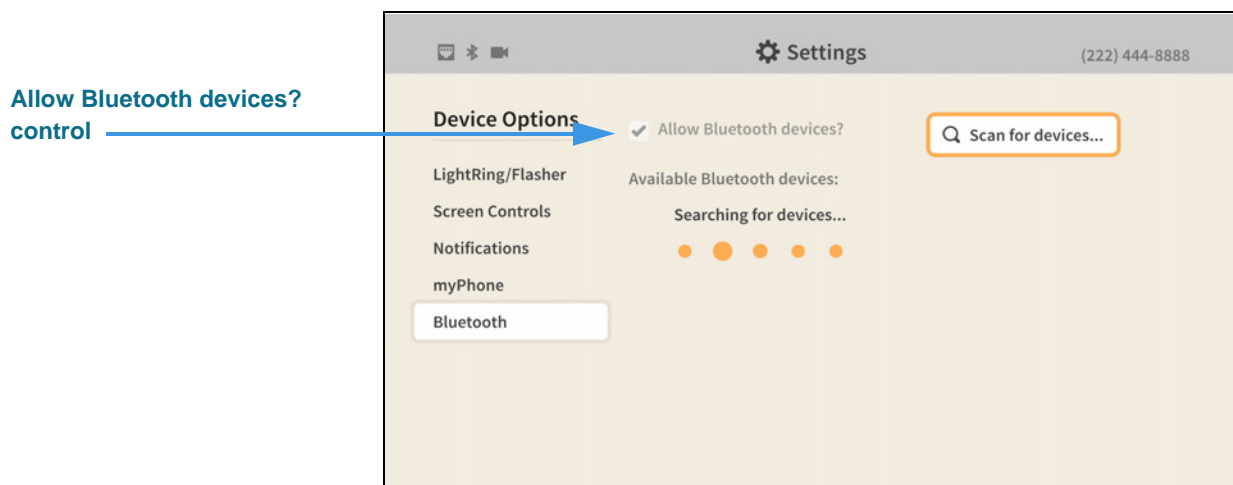 Allow Bluetooth devices?
control
Settings
(222) 444-8888
Device Options
LightRing/Flasher
Screen Controls
Notifications
myPhone
Bluetooth
Allow Bluetooth devices?
Available Bluetooth devices:
Searching for devices...
Scan for devices...